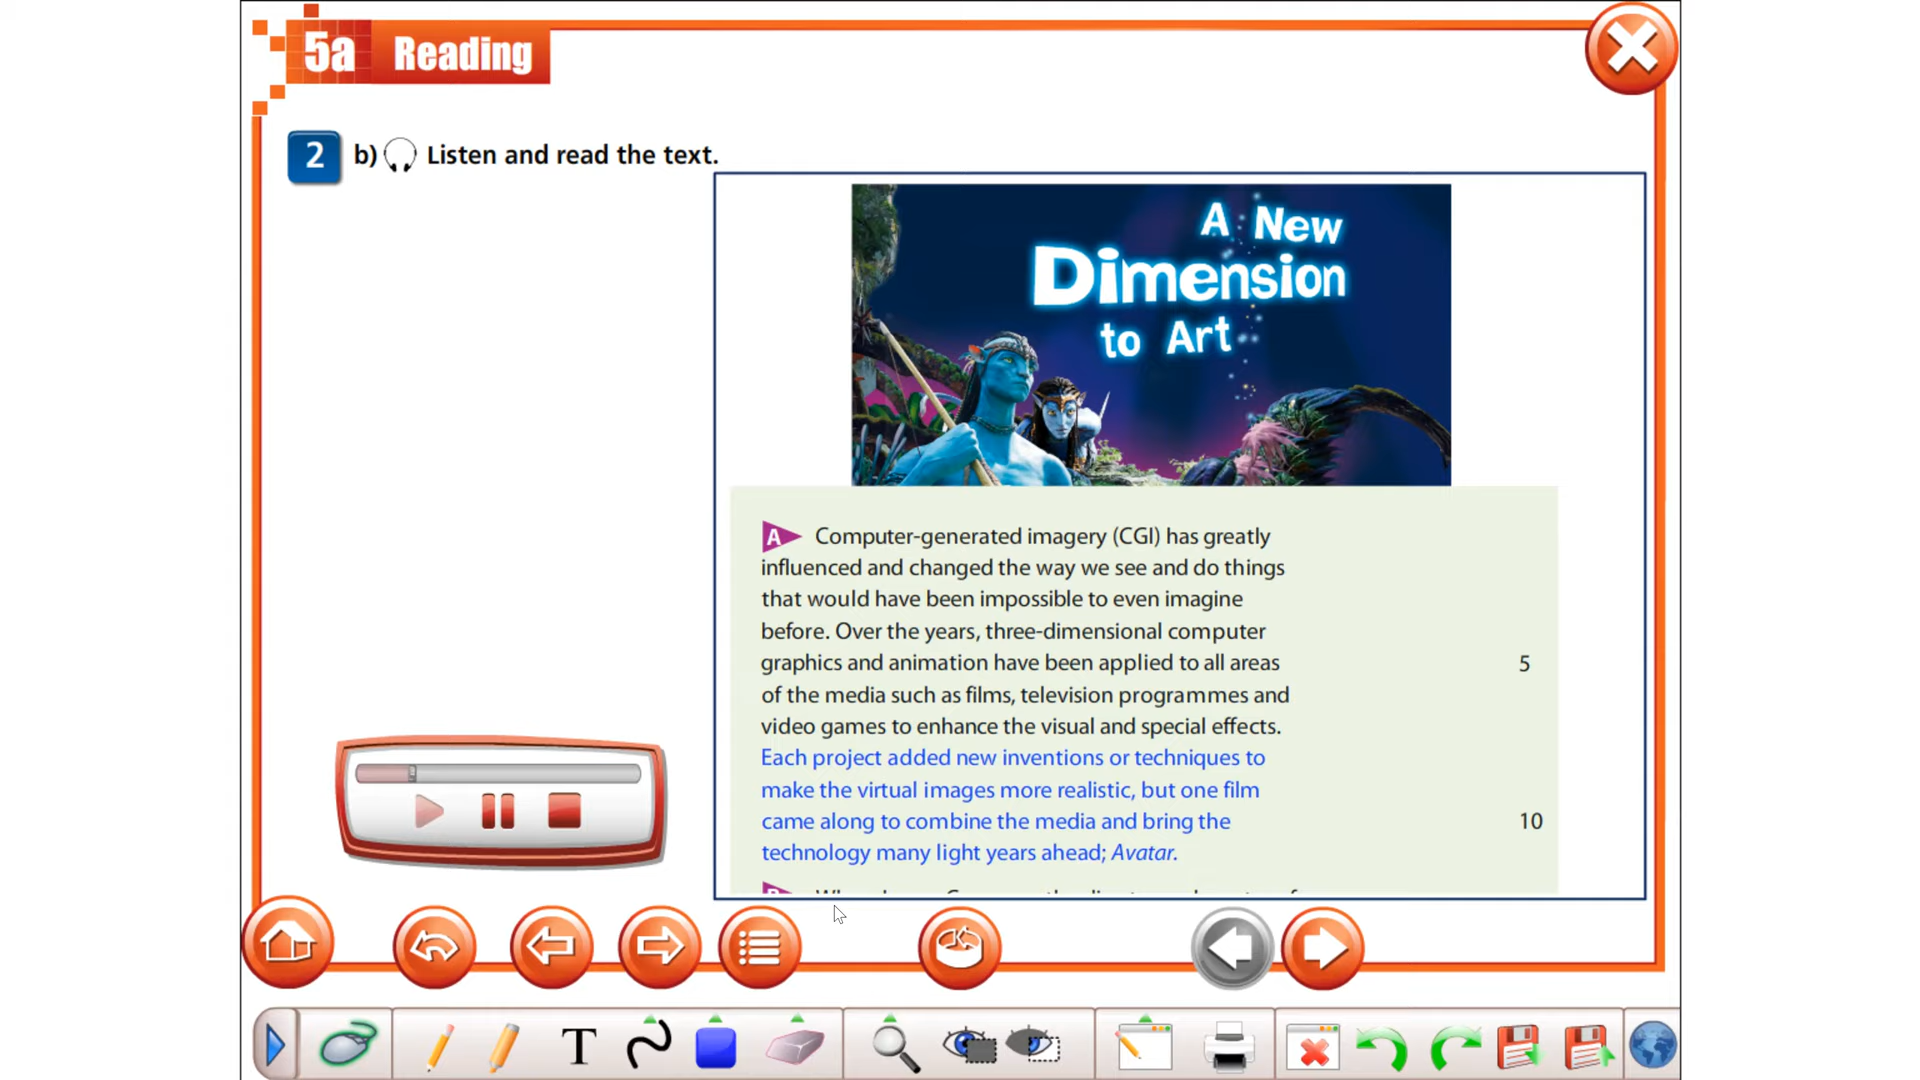 5a Reading
2 b) Listen and read the text.
A New
Dimension
to Art
A Computer-generated imagery (CGI) has greatly
influenced and changed the way we see and do things
that would have been impossible to even imagine
before. Over the years, three-dimensional computer
graphics and animation have been applied to all areas 5
of the media such as films, television programmes and
video games to enhance the visual and special effects.
Each project added new inventions or techniques to
make the virtual images more realistic, but one film
came along to combine the media and bring the 10
technology many light years ahead; Avatar.
T